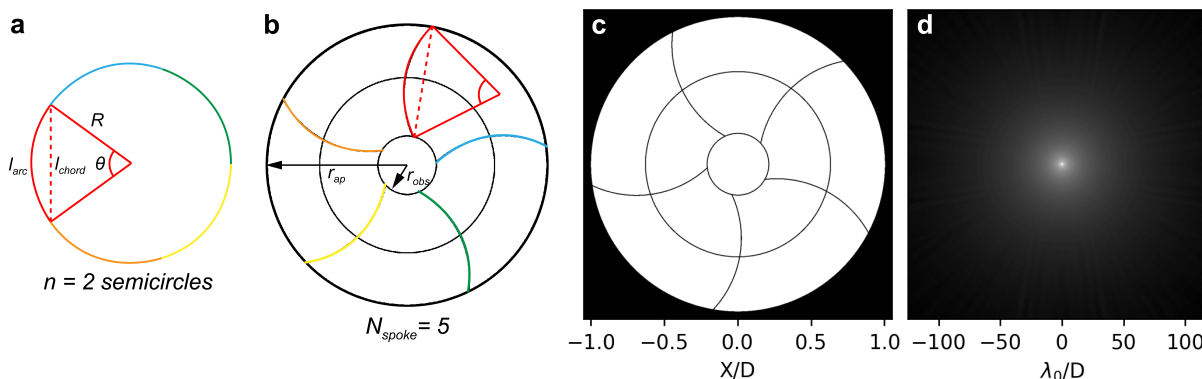 a
b
c
d
R
l_arc
l_chord
θ
n = 2 semicircles
r_ap
r_obs
N_spoke = 5
−1.0 −0.5 0.0 0.5 1.0
X/D
−100 −50 0 50 100
λ₀/D